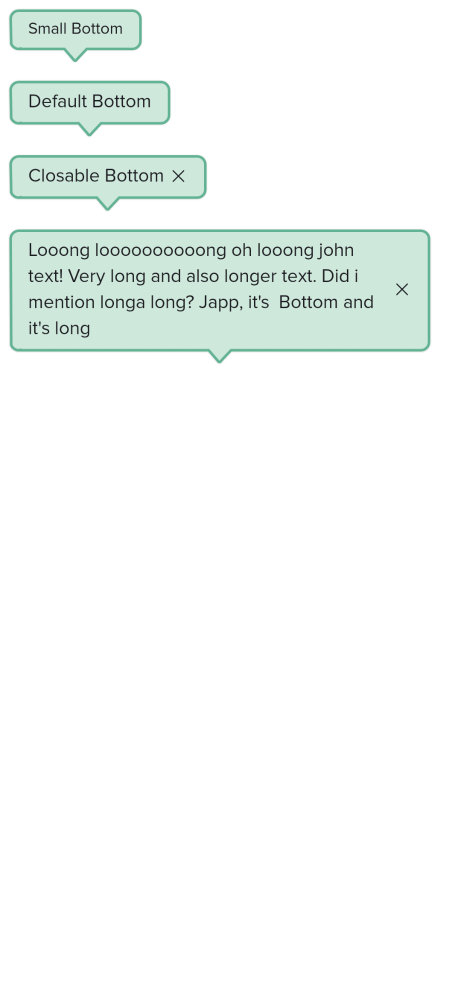 Small Bottom
Default Bottom
Closable Bottom
Looong loooooooooong oh looong john
text! Very long and also longer text. Did i
mention longa long? Japp, it's  Bottom and
it's long